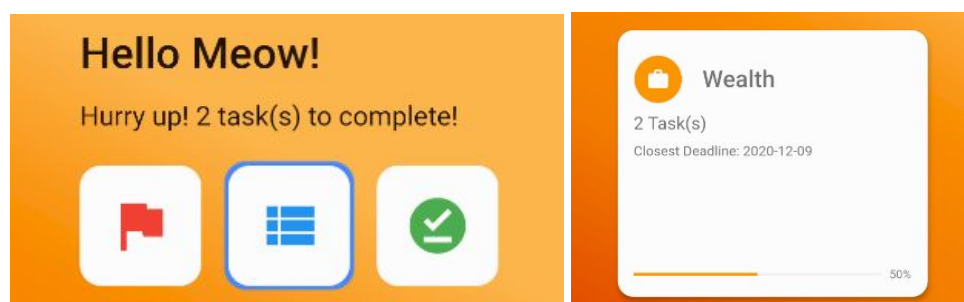 Hello Meow!
Hurry up! 2 task(s) to complete!
Wealth
2 Task(s)
Closest Deadline: 2020-12-09
50%